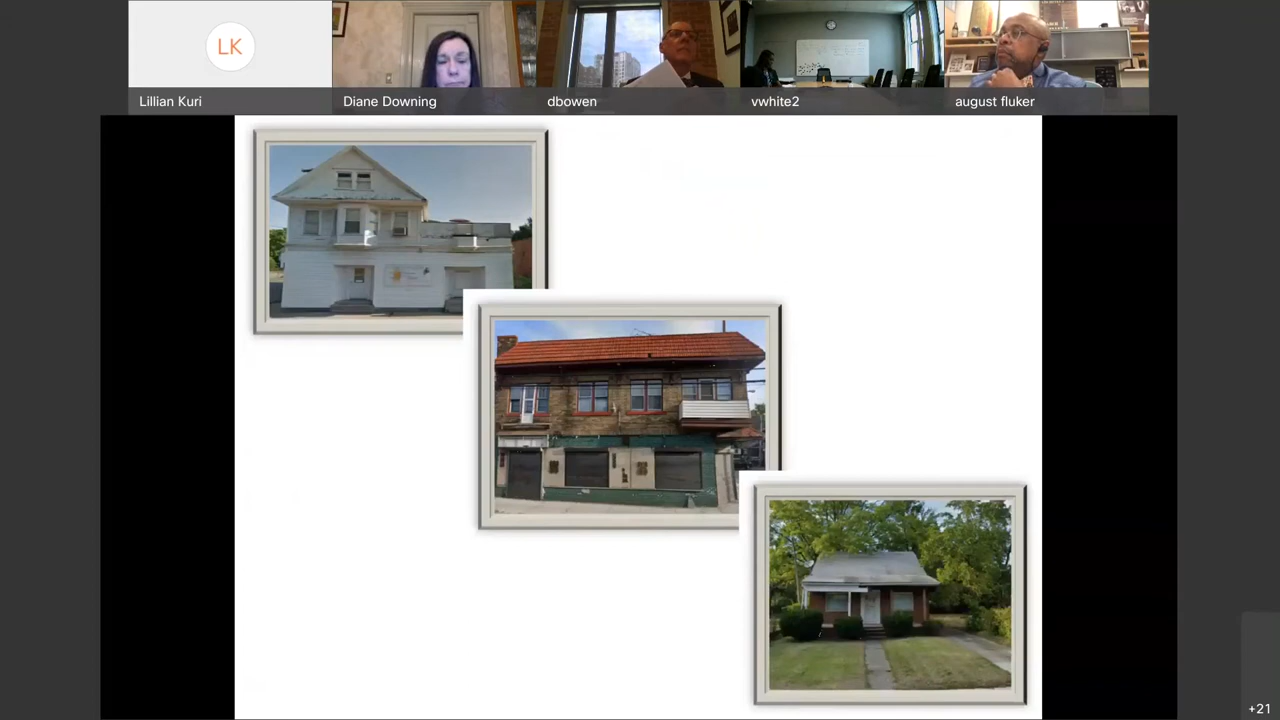 LK
Lillian Kuri
Diane Downing
dbowen
vwhite2
august fluker
+21